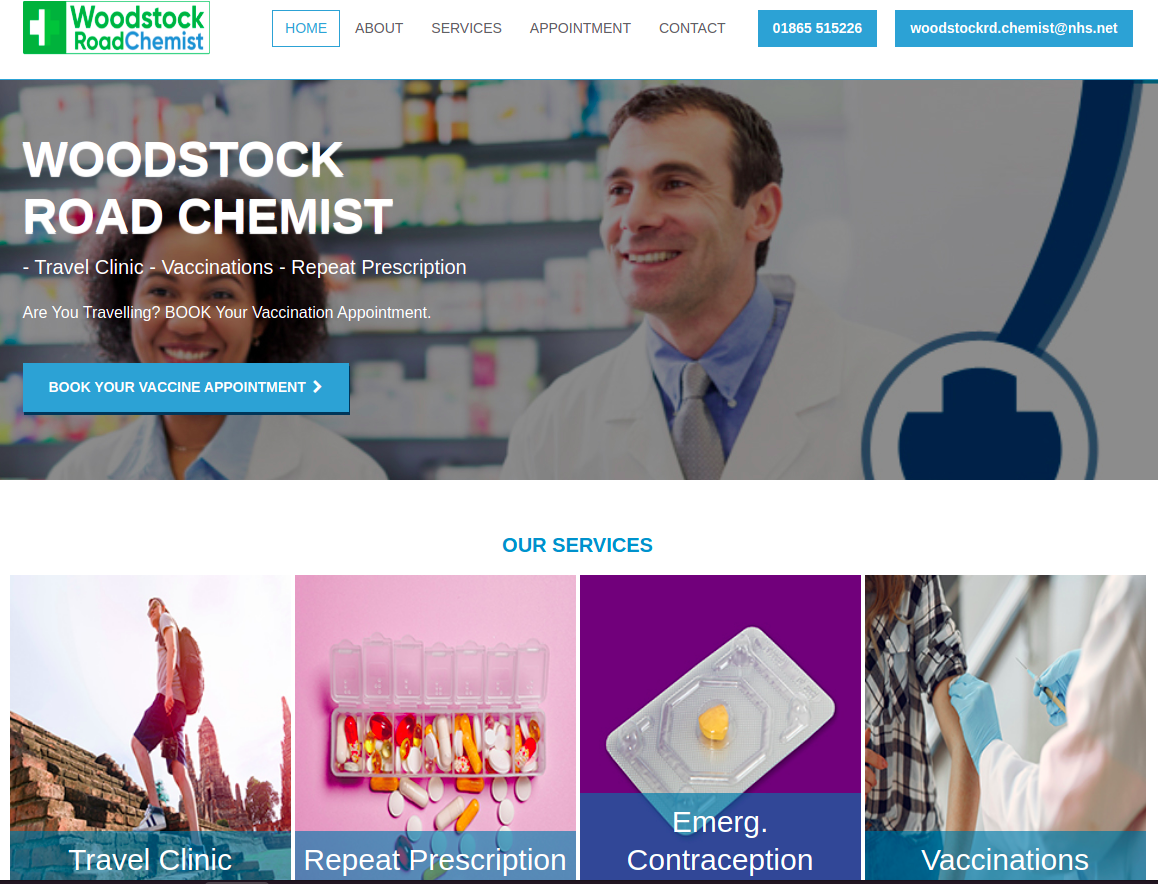 Woodstock
RoadChemist
HOME ABOUT SERVICES APPOINTMENT CONTACT 01865 515226 woodstockrd.chemist@nhs.net
WOODSTOCK
ROAD CHEMIST
- Travel Clinic - Vaccinations - Repeat Prescription
Are You Travelling? BOOK Your Vaccination Appointment.
BOOK YOUR VACCINE APPOINTMENT
OUR SERVICES
Travel Clinic
Repeat Prescription
Emerg.
Contraception
Vaccinations